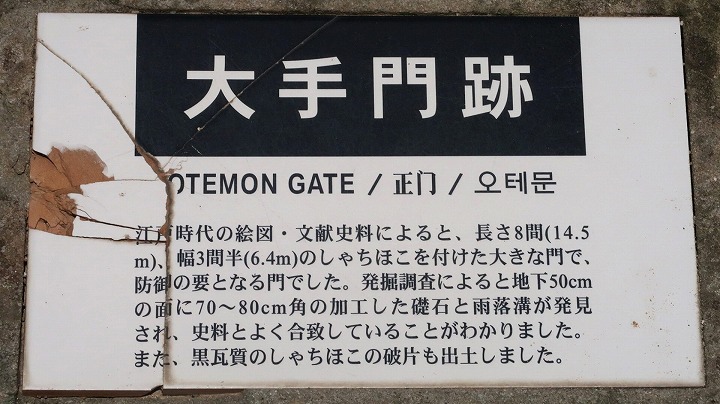 大手門跡
OTEMON GATE / 正门 / 오테문
江戸時代の絵図・文献史料によると、長さ8間(14.5
m)、幅3間半(6.4m)のしゃちほこを付けた大きな門で、
防御の要となる門でした。発掘調査によると地下50cm
の面に70〜80cm角の加工した礎石と雨落溝が発見
され、史料とよく合致していることがわかりました。
また、黒瓦質のしゃちほこの破片も出土しました。